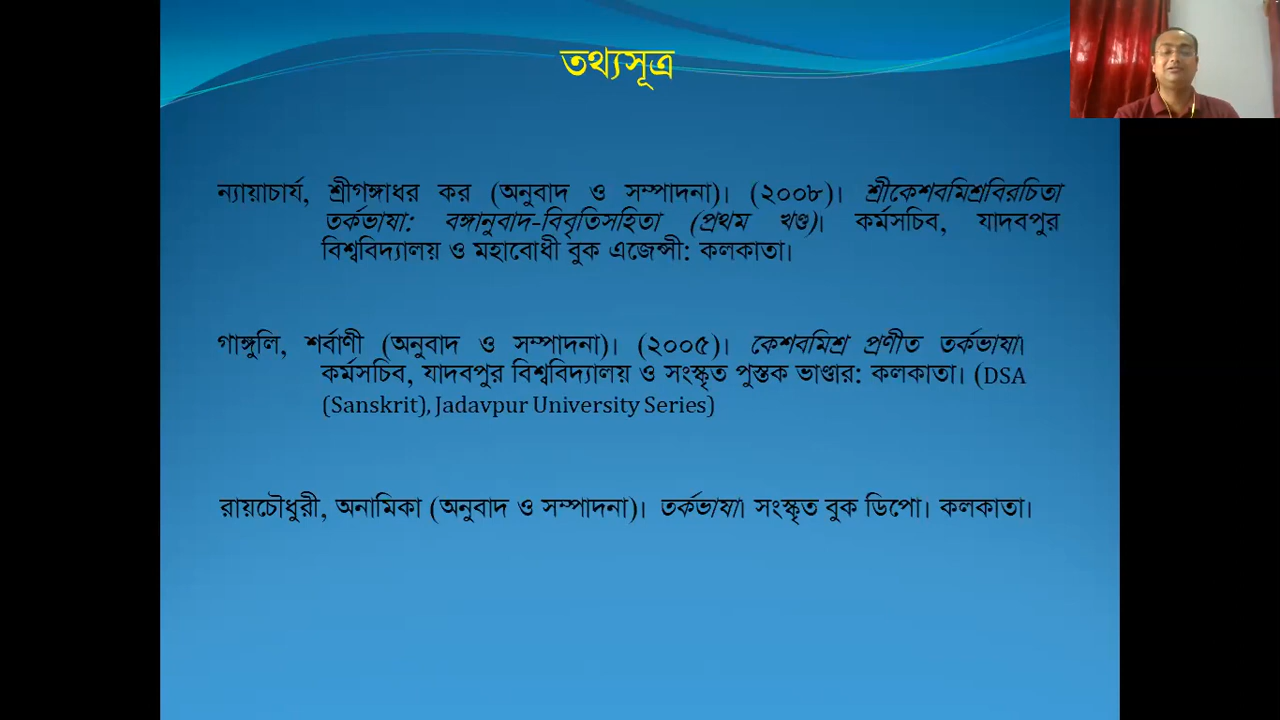 তথ্যসূত্র
ন্যায়াচার্য, শ্রীগঙ্গাধর কর (অনুবাদ ও সম্পাদনা)। (২০০৮)। শ্রীকেশবমিশ্রবিরচিতা
তর্কভাষা: বঙ্গানুবাদ-বিবৃতিসহিতা (প্রথম খণ্ড)। কর্মসচিব, যাদবপুর
বিশ্ববিদ্যালয় ও মহাবোধী বুক এজেন্সী: কলকাতা।
গাঙ্গুলি, শর্বাণী (অনুবাদ ও সম্পাদনা)। (২০০৫)। কেশবমিশ্র প্রণীত তর্কভাষা।
কর্মসচিব, যাদবপুর বিশ্ববিদ্যালয় ও সংস্কৃত পুস্তক ভাণ্ডার: কলকাতা। (DSA
(Sanskrit), Jadavpur University Series)
রায়চৌধুরী, অনামিকা (অনুবাদ ও সম্পাদনা)। তর্কভাষা। সংস্কৃত বুক ডিপো। কলকাতা।